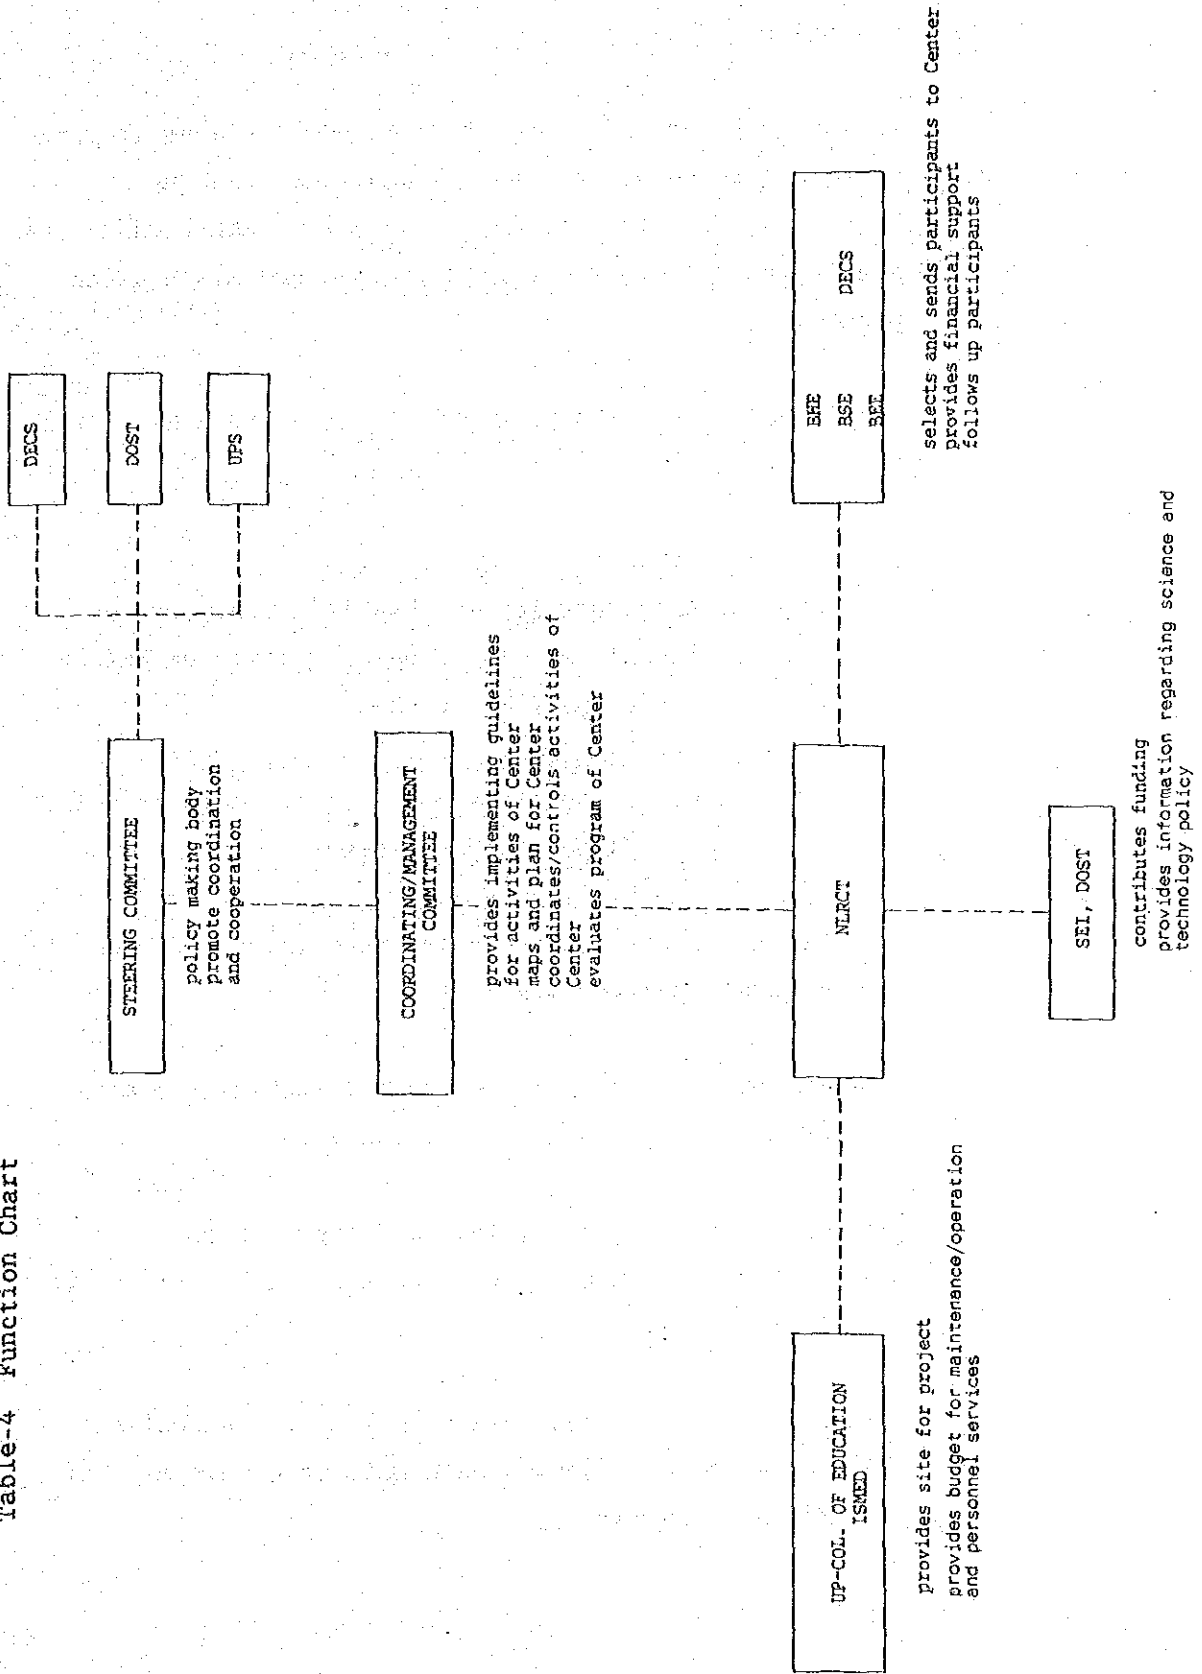 Table-4 Function Chart
DECS
DOST
UPS
STEERING COMMITTEE
policy making body
promote coordination
and cooperation
COORDINATING/MANAGEMENT
COMMITTEE
provides implementing guidelines
for activities of Center
maps and plan for Center
coordinates/controls activities of
Center
evaluates program of Center
UP-COL. OF EDUCATION
ISMED
provides site for project
provides budget for maintenance/operation
and personnel services
NLRCT
BHE
BSE DECS
BEE
selects and sends participants to Center
provides financial support
follows up participants
SEI, DOST
contributes funding
provides information regarding science and
technology policy